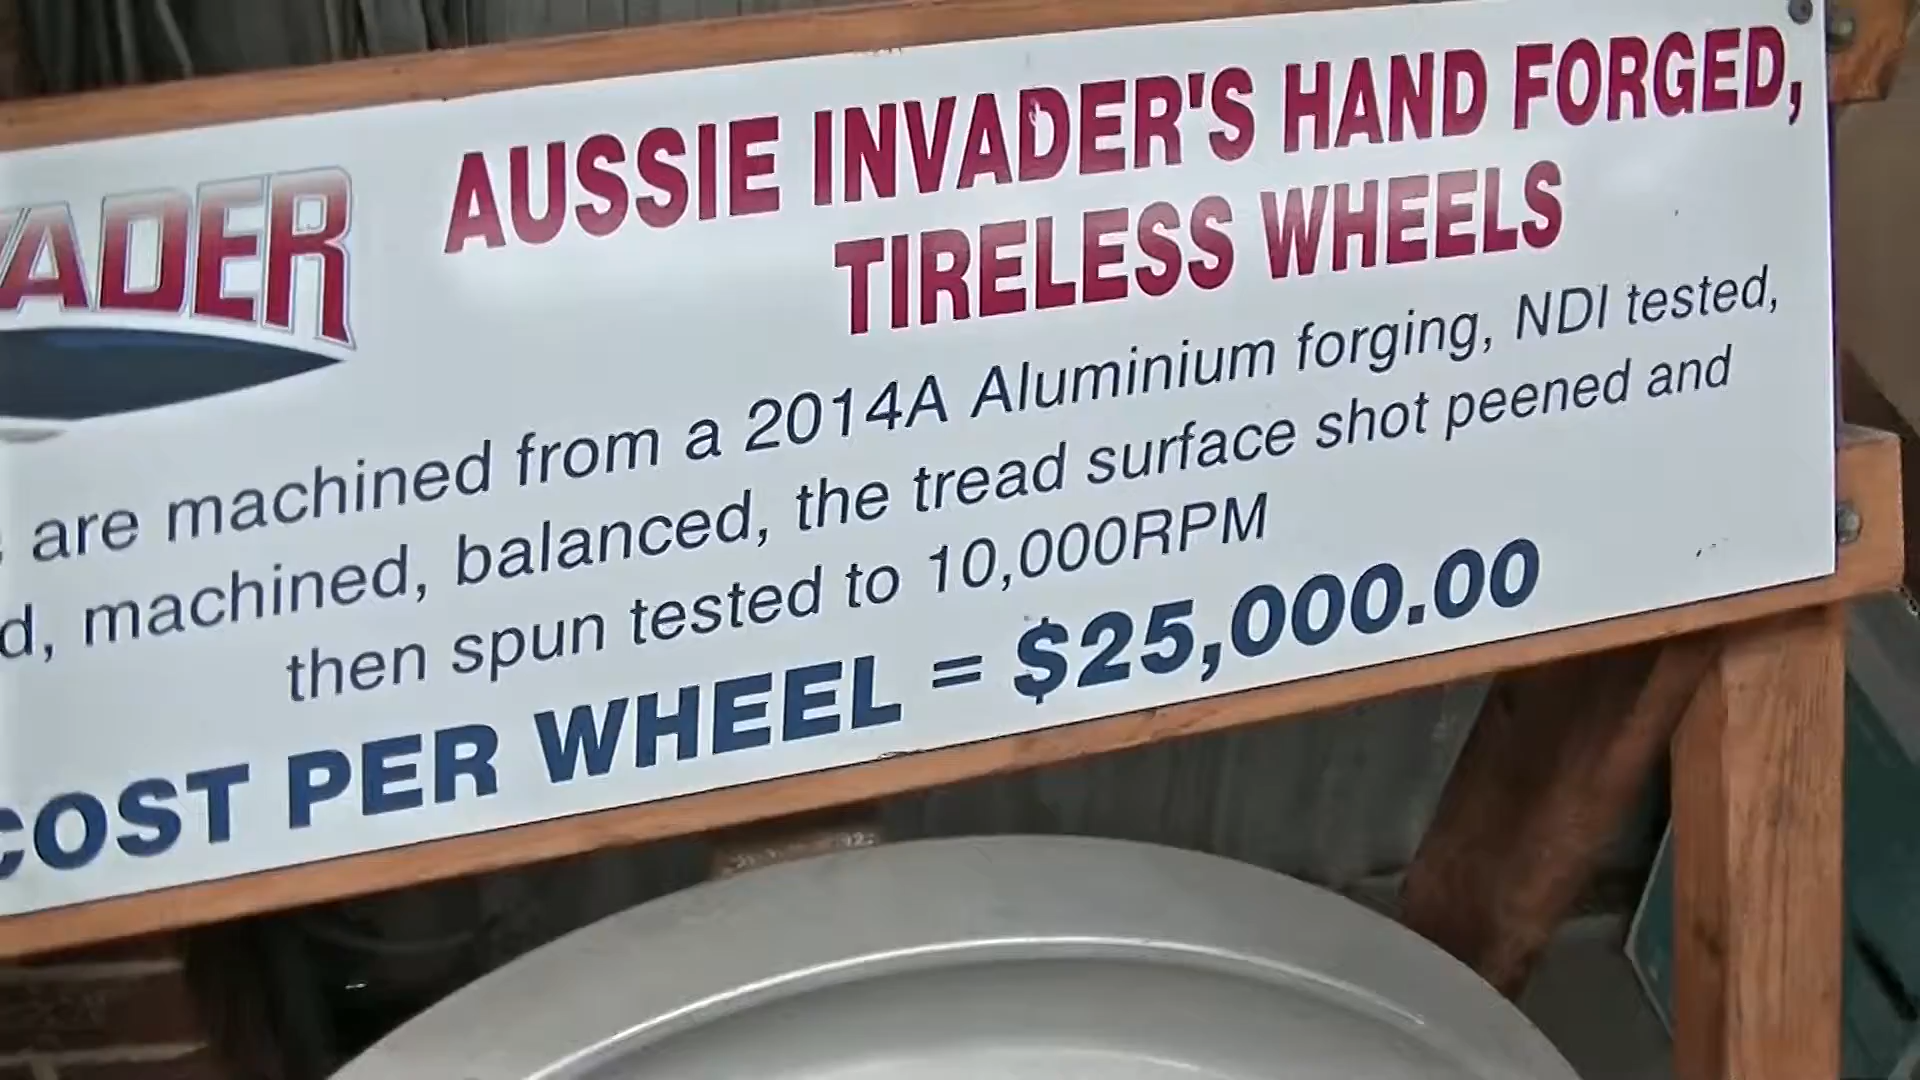 AUSSIE INVADER'S HAND FORGED,
TIRELESS WHEELS
ADER
are machined from a 2014A Aluminium forging, NDI tested,
machined, balanced, the tread surface shot peened and
then spun tested to 10,000RPM
COST PER WHEEL = $25,000.00